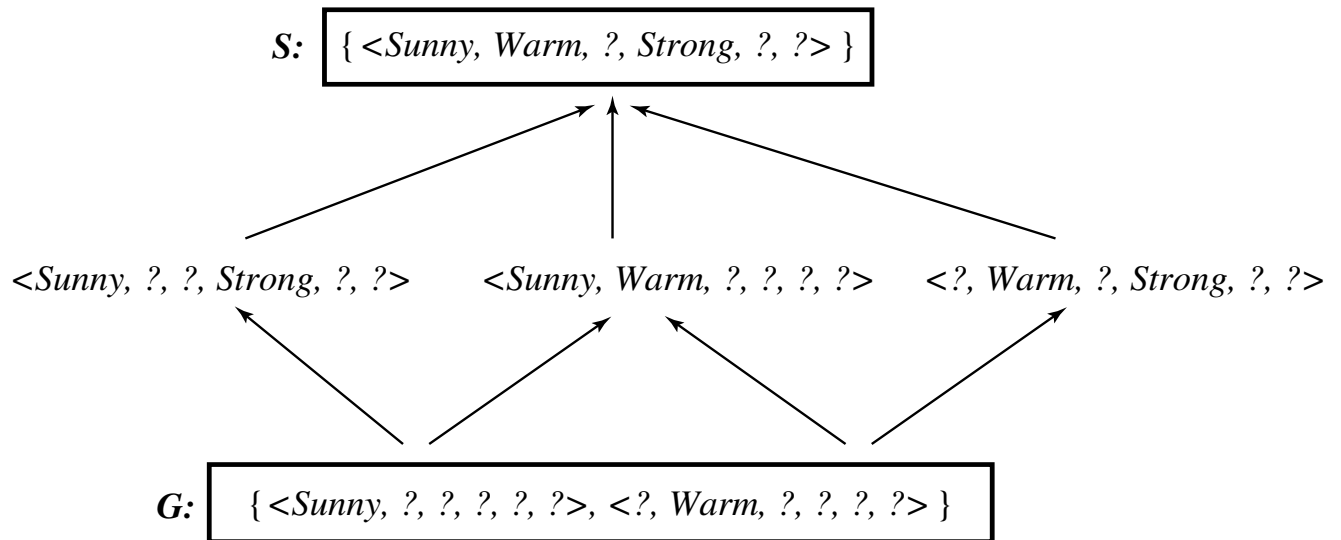 S: { <Sunny, Warm, ?, Strong, ?, ?> }
<Sunny, ?, ?, Strong, ?, ?> <Sunny, Warm, ?, ?, ?, ?> <?, Warm, ?, Strong, ?, ?>
G: { <Sunny, ?, ?, ?, ?, ?>, <?, Warm, ?, ?, ?, ?> }